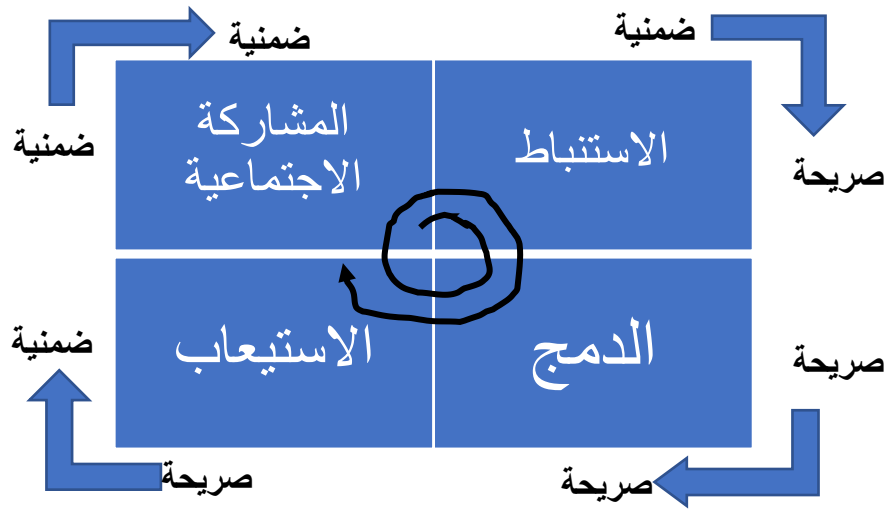 ضمنية
ضمنية
ضمنية
صريحة
المشاركة
الاجتماعية
الاستنباط
الاستيعاب
الدمج
ضمنية
صريحة
صريحة
صريحة